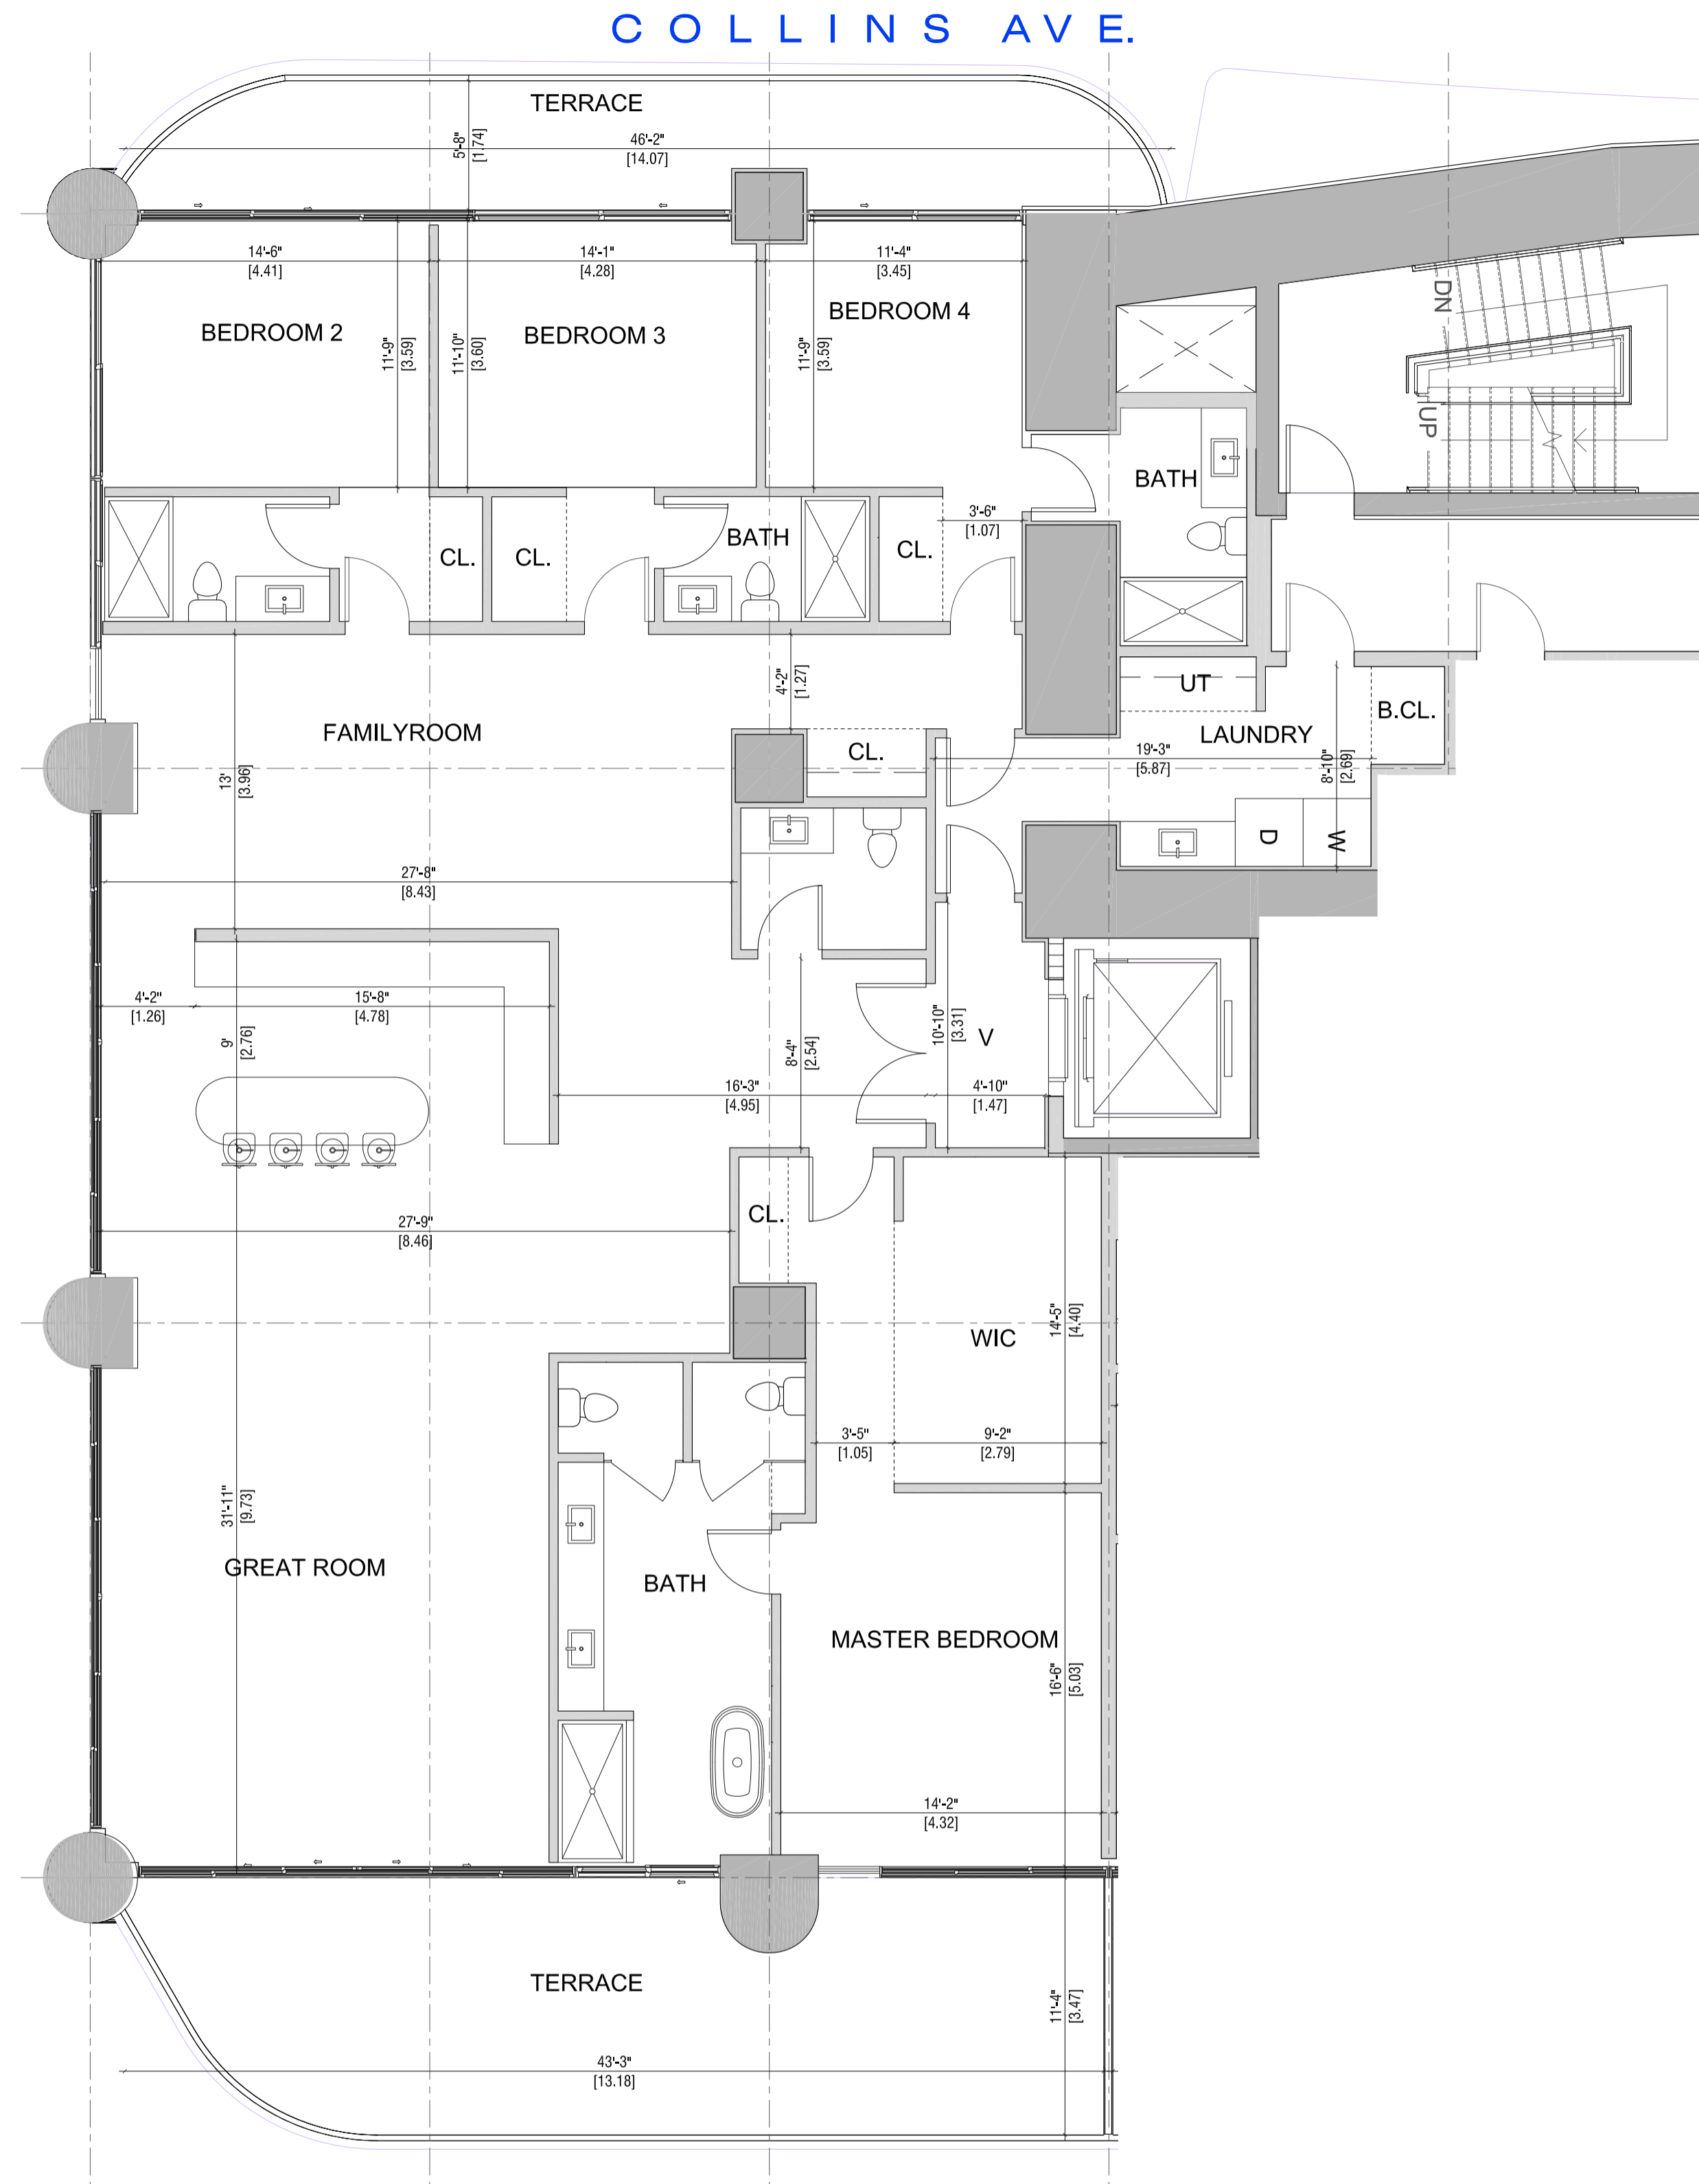 COLLINS AVE.
TERRACE
5'-8"
[1.74]
46'-2"
[14.07]
14'-6"
[4.41]
14'-1"
[4.28]
11'-4"
[3.45]
BEDROOM 2
BEDROOM 3
BEDROOM 4
11'-9"
[3.59]
11'-10"
[3.60]
11'-9"
[3.59]
DN
UP
BATH
3'-6"
[1.07]
BATH
CL.
CL.
CL.
4'-2"
[1.27]
UT
B.CL.
FAMILYROOM
LAUNDRY
CL.
19'-3"
[5.87]
8'-10"
[2.69]
13'
[3.96]
D
W
27'-8"
[8.43]
4'-2"
[1.26]
15'-8"
[4.78]
9'
[2.76]
8'-4"
[2.54]
10'-10"
[3.31]
V
16'-3"
[4.95]
4'-10"
[1.47]
CL.
27'-9"
[8.46]
14'-5"
[4.40]
WIC
3'-5"
[1.05]
9'-2"
[2.79]
31'-11"
[9.73]
GREAT ROOM
BATH
MASTER BEDROOM
16'-6"
[5.03]
14'-2"
[4.32]
TERRACE
11'-4"
[3.47]
43'-3"
[13.18]